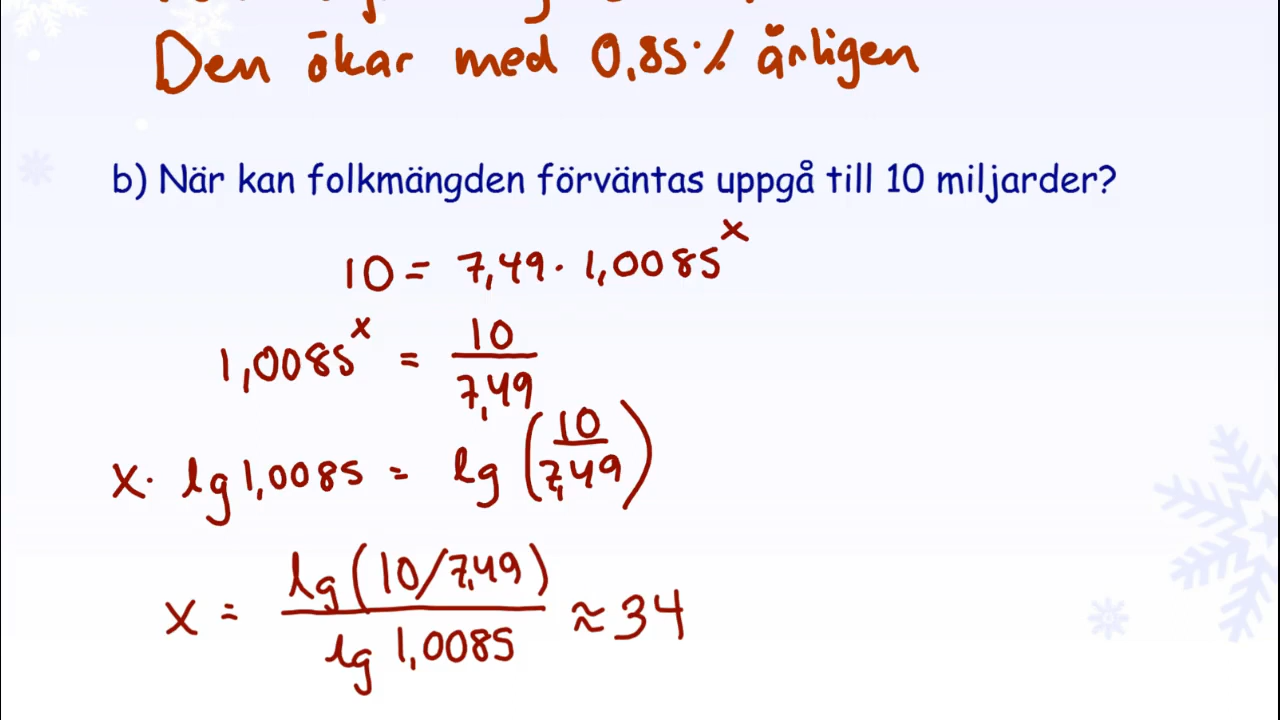 Den ökar med 0,85% årligen
b) När kan folkmängden förväntas uppgå till 10 miljarder?
10 = 7,49 · 1,0085^x
1,0085^x = 10/7,49
x · lg 1,0085 = lg (10/7,49)
x = lg (10/7,49) / lg 1,0085 ≈ 34